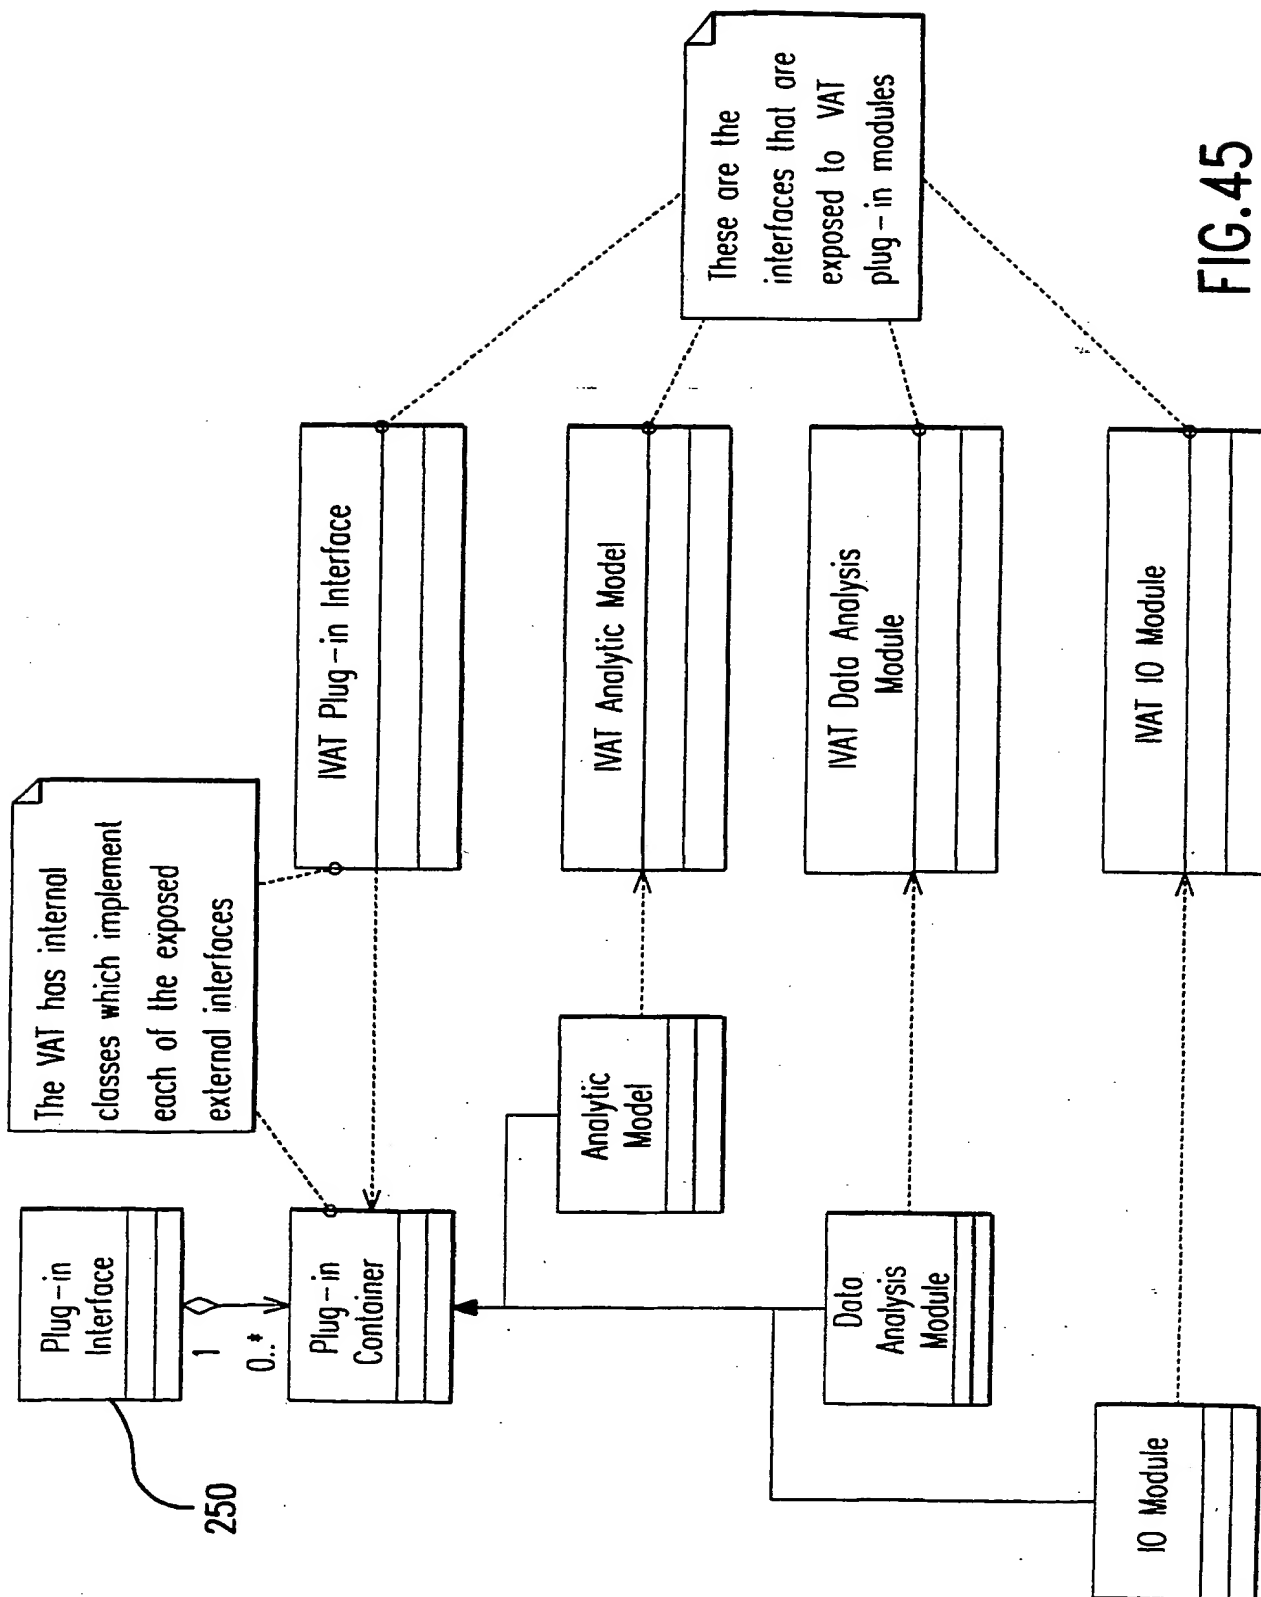 Plug-in
Interface
250
1
0..*
Plug-in
Container
The VAT has internal
classes which implement
each of the exposed
external interfaces
IVAT Plug-in Interface
These are the
interfaces that are
exposed to VAT
plug-in modules
Analytic
Model
IVAT Analytic Model
Data
Analysis
Module
IVAT Data Analysis
Module
IO Module
IVAT IO Module
FIG.45